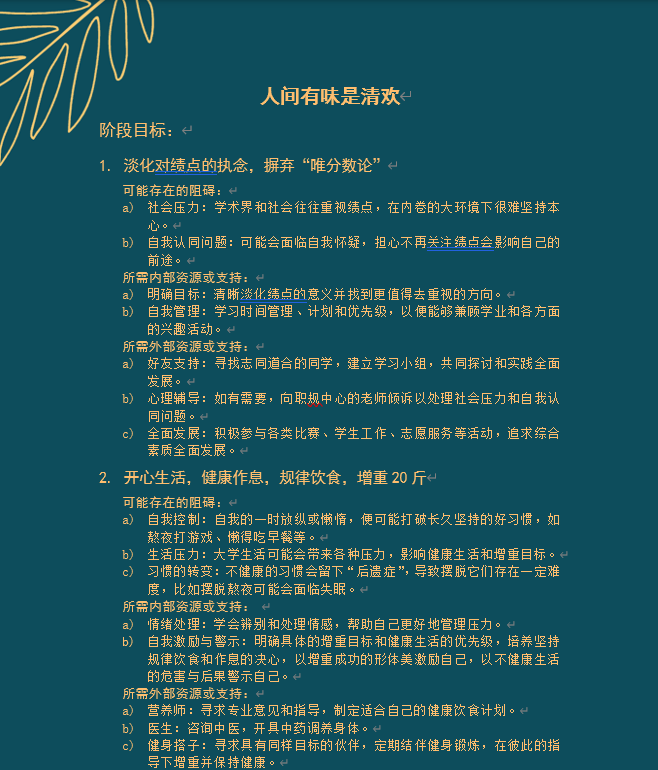 人间有味是清欢
阶段目标：
1. 淡化对绩点的执念，摒弃“唯分数论”
可能存在的阻碍：
a) 社会压力：学术界和社会往往重视绩点，在内卷的大环境下很难坚持本
心。
b) 自我认同问题：可能会面临自我怀疑，担心不再关注绩点会影响自己的
前途。
所需内部资源或支持：
a) 明确目标：清晰淡化绩点的意义并找到更值得去重视的方向。
b) 自我管理：学习时间管理、计划和优先级，以便能够兼顾学业和各方面
的兴趣活动。
所需外部资源或支持：
a) 好友支持：寻找志同道合的同学，建立学习小组，共同探讨和实践全面
发展。
b) 心理辅导：如有需要，向职规中心的老师倾诉以处理社会压力和自我认
同问题。
c) 全面发展：积极参与各类比赛、学生工作、志愿服务等活动，追求综合
素质全面发展。
2. 开心生活，健康作息，规律饮食，增重 20 斤
可能存在的阻碍：
a) 自我控制：自我的一时放纵或懒惰，便可能打破长久坚持的好习惯，如
熬夜打游戏、懒得吃早餐等。
b) 生活压力：大学生活可能会带来各种压力，影响健康生活和增重目标。
c) 习惯的转变：不健康的习惯会留下“后遗症”，导致摆脱它们存在一定难
度，比如摆脱熬夜可能会面临失眠。
所需内部资源或支持：
a) 情绪处理：学会辨别和处理情感，帮助自己更好地管理压力。
b) 自我激励与警示：明确具体的增重目标和健康生活的优先级，培养坚持
规律饮食和作息的决心，以增重成功的形体美激励自己，以不健康生活
的危害与后果警示自己。
所需外部资源或支持：
a) 营养师：寻求专业意见和指导，制定适合自己的健康饮食计划。
b) 医生：咨询中医，开具中药调养身体。
c) 健身搭子：寻求具有同样目标的伙伴，定期结伴健身锻炼，在彼此的指
导下增重并保持健康。